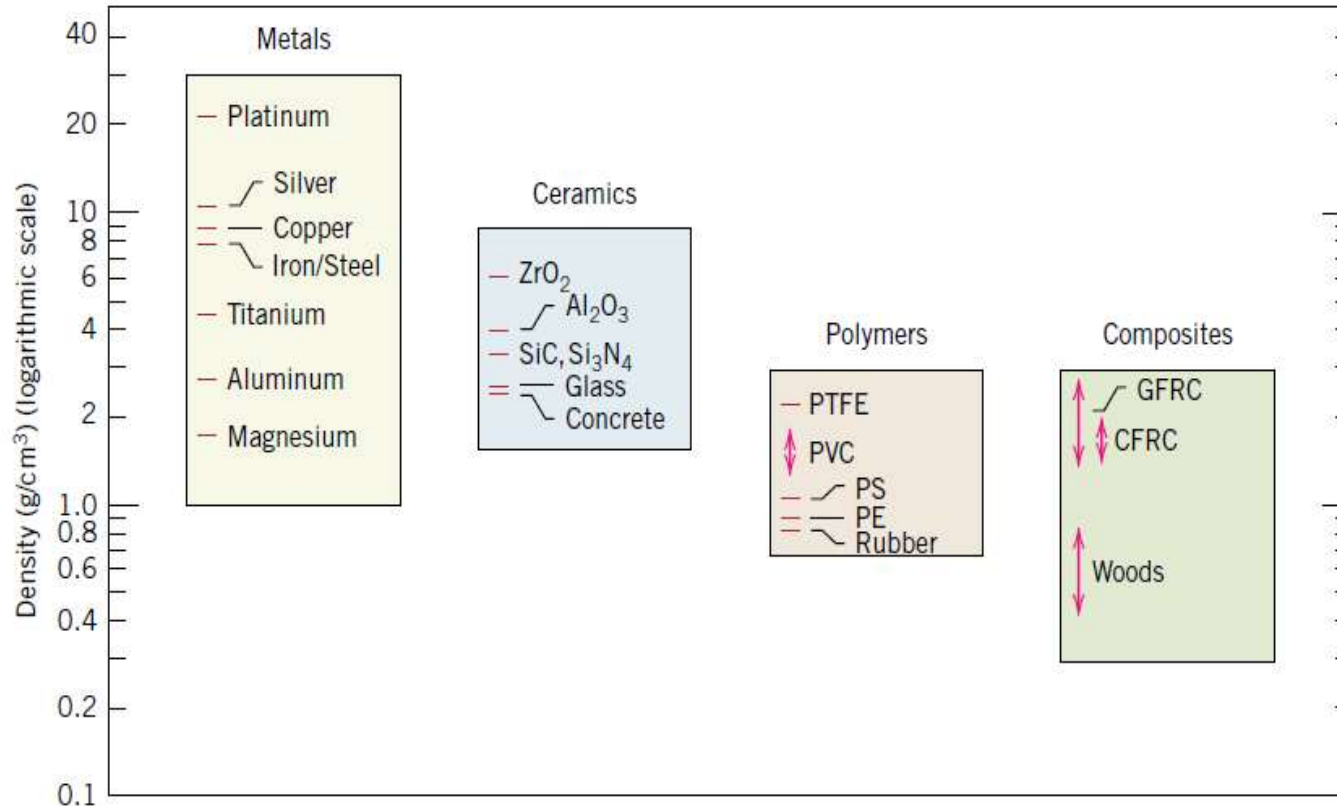 Density (g/cm³) (logarithmic scale)
40
20
10
8
6
4
2
1.0
0.8
0.6
0.4
0.2
0.1
Metals
Platinum
Silver
Copper
Iron/Steel
Titanium
Aluminum
Magnesium
Ceramics
ZrO₂
Al₂O₃
SiC, Si₃N₄
Glass
Concrete
Polymers
PTFE
PVC
PS
PE
Rubber
Composites
GFRC
CFRC
Woods